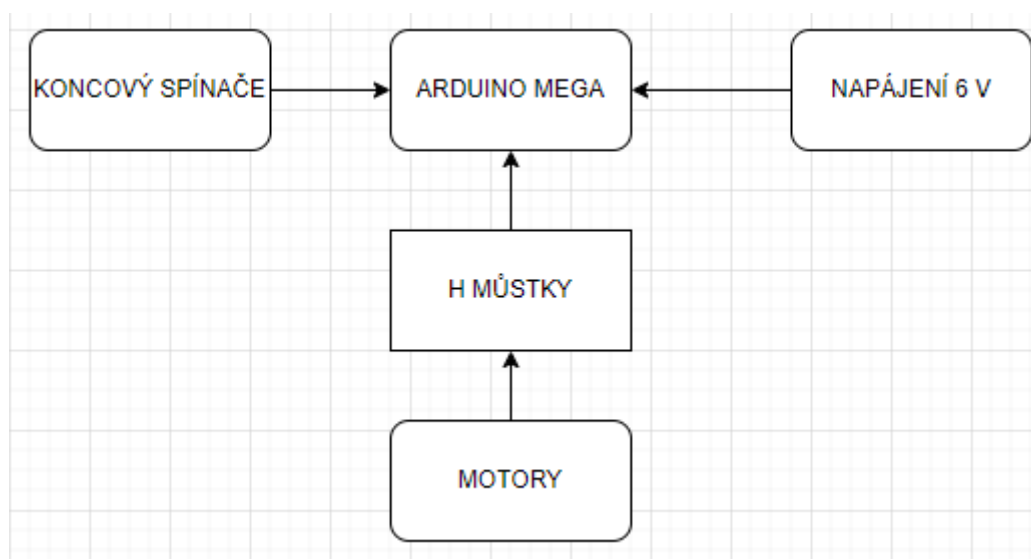 KONCOVÝ SPÍNAČE
ARDUINO MEGA
NAPÁJENÍ 6 V
H MŮSTKY
MOTORY